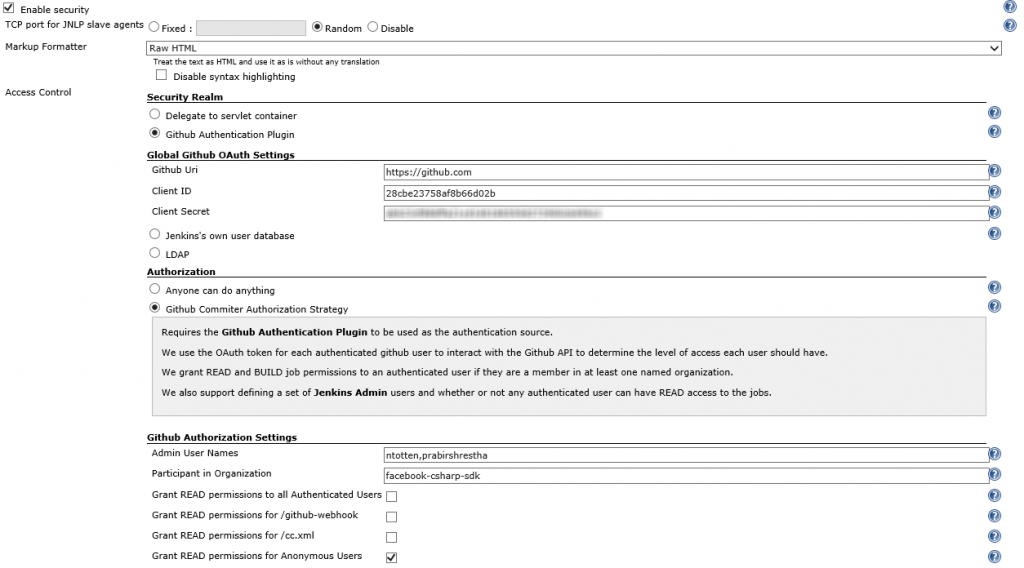 Enable security
TCP port for JNLP slave agents Fixed : Random Disable
Markup Formatter Raw HTML
Treat the text as HTML and use it as is without any translation
Disable syntax highlighting
Access Control
Security Realm
Delegate to servlet container
Github Authentication Plugin
Global Github OAuth Settings
Github Uri https://github.com
Client ID 28cbe23758af8b66d02b
Client Secret
Jenkins's own user database
LDAP
Authorization
Anyone can do anything
Github Commiter Authorization Strategy
Requires the Github Authentication Plugin to be used as the authentication source.
We use the OAuth token for each authenticated github user to interact with the Github API to determine the level of access each user should have.
We grant READ and BUILD job permissions to an authenticated user if they are a member in at least one named organization.
We also support defining a set of Jenkins Admin users and whether or not any authenticated user can have READ access to the jobs.
Github Authorization Settings
Admin User Names ntotten,prabirshrestha
Participant in Organization facebook-csharp-sdk
Grant READ permissions to all Authenticated Users
Grant READ permissions for /github-webhook
Grant READ permissions for /cc.xml
Grant READ permissions for Anonymous Users